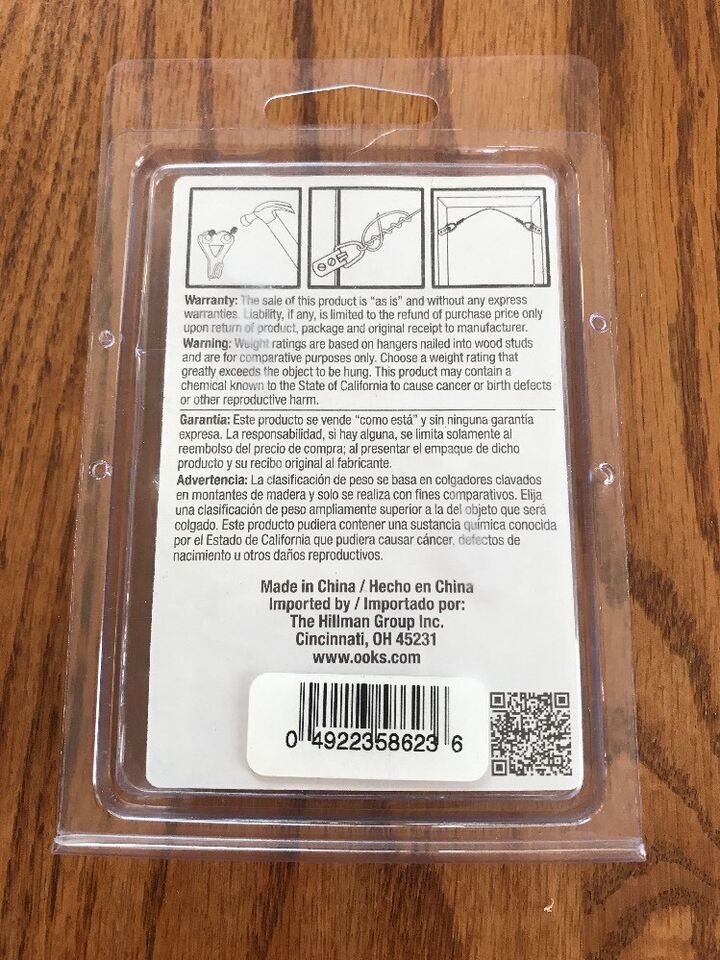 Warranty: The sale of this product is "as is" and without any express
warranties. Liability, if any, is limited to the refund of purchase price only
upon return of product, package and original receipt to manufacturer.
Warning: Weight ratings are based on hangers nailed into wood studs
and are for comparative purposes only. Choose a weight rating that
greatly exceeds the object to be hung. This product may contain a
chemical known to the State of California to cause cancer or birth defects
or other reproductive harm.
Garantía: Este producto se vende "como está" y sin ninguna garantía
expresa. La responsabilidad, si hay alguna, se limita solamente al
reembolso del precio de compra; al presentar el empaque de dicho
producto y su recibo original al fabricante.
Advertencia: La clasificación de peso se basa en colgadores clavados
en montantes de madera y solo se realiza con fines comparativos. Elija
una clasificación de peso ampliamente superior a la del objeto que será
colgado. Este producto pudiera contener una sustancia química conocida
por el Estado de California que pudiera causar cáncer, defectos de
nacimiento u otros daños reproductivos.
Made in China / Hecho en China
Imported by / Importado por:
The Hillman Group Inc.
Cincinnati, OH 45231
www.ooks.com
0 49223 58623 6